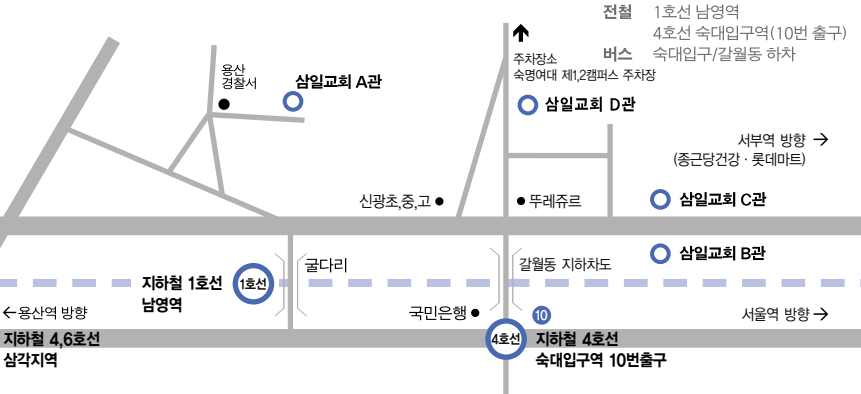 전철 1호선 남영역
4호선 숙대입구역(10번 출구)
버스 숙대입구/갈월동 하차
주차장소
숙명여대 제1,2캠퍼스 주차장
용산
경찰서
삼일교회 A관
삼일교회 D관
서부역 방향
(종근당건강 · 롯데마트)
신광초,중,고
뚜레쥬르
삼일교회 C관
삼일교회 B관
굴다리
갈월동 지하차도
지하철 1호선
남영역
1호선
용산역 방향
국민은행
10
서울역 방향
지하철 4,6호선
삼각지역
4호선
지하철 4호선
숙대입구역 10번출구